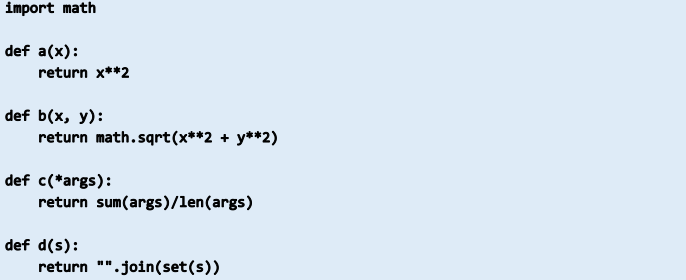 import math
def a(x):
    return x**2
def b(x, y):
    return math.sqrt(x**2 + y**2)
def c(*args):
    return sum(args)/len(args)
def d(s):
    return "".join(set(s))